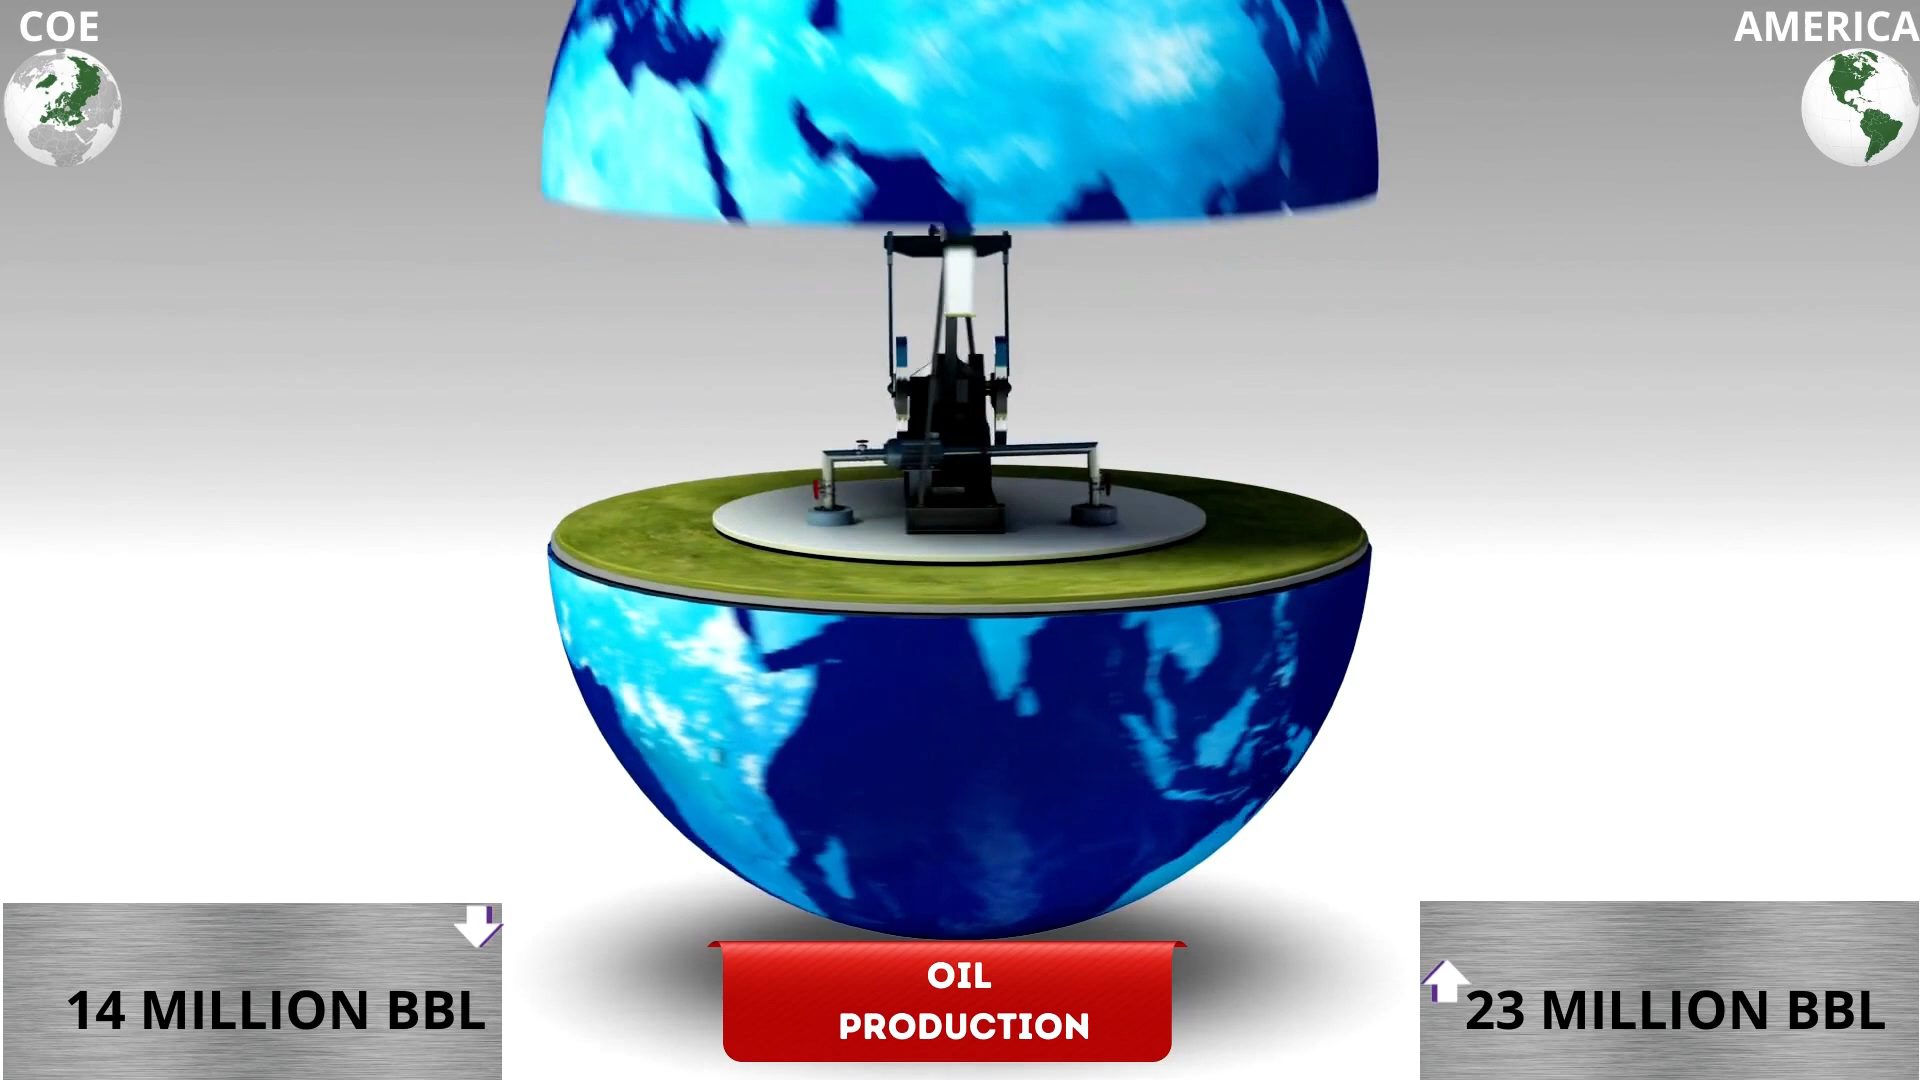 COE
AMERICA
14 MILLION BBL
OIL
PRODUCTION
23 MILLION BBL